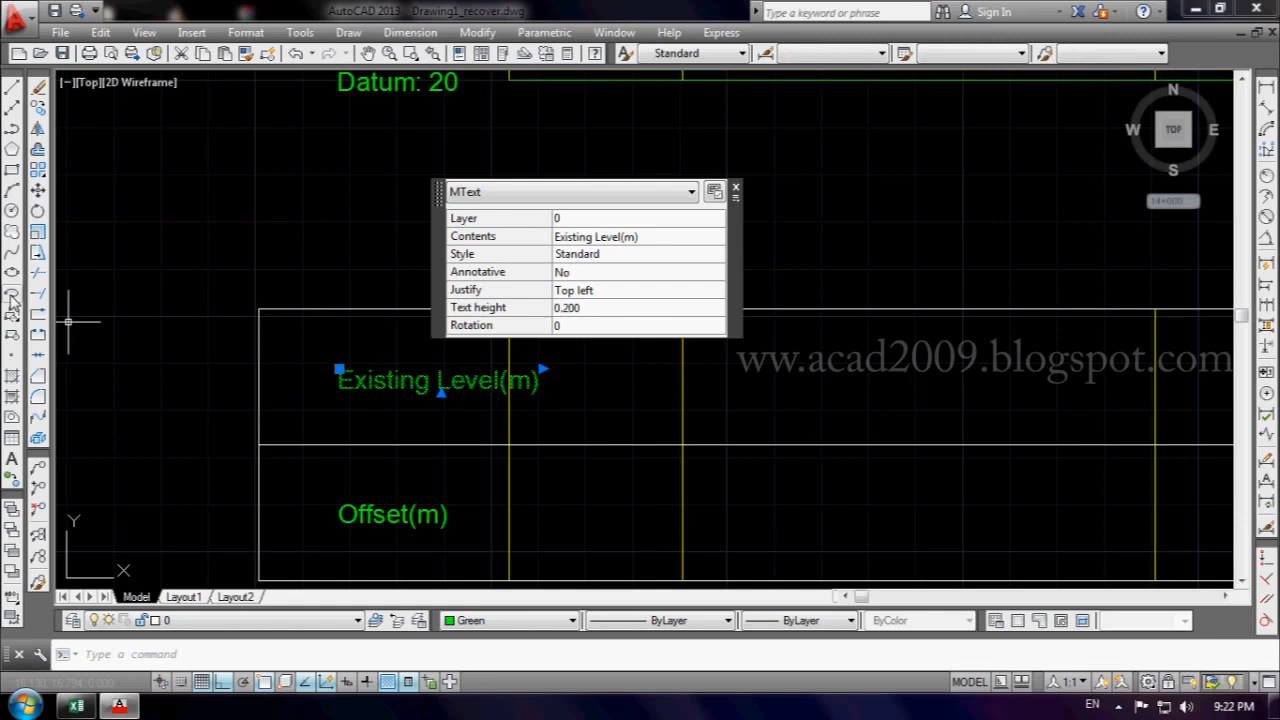 AutoCAD 2013 Drawing1_recover.dwg
Type a keyword or phrase
Sign In
File Edit View Insert Format Tools Draw Dimension Modify Parametric Window Help Express
Standard
[−][Top][2D Wireframe]
Datum: 20
N
W TOP E
S
14+000
MText
Layer 0
Contents Existing Level(m)
Style Standard
Annotative No
Justify Top left
Text height 0.200
Rotation 0
www.acad2009.blogspot.com
Existing Level(m)
Offset(m)
Y
X
Model Layout1 Layout2
0 Green ByLayer ByLayer ByColor
Type a command
MODEL 1:1
EN 9:22 PM